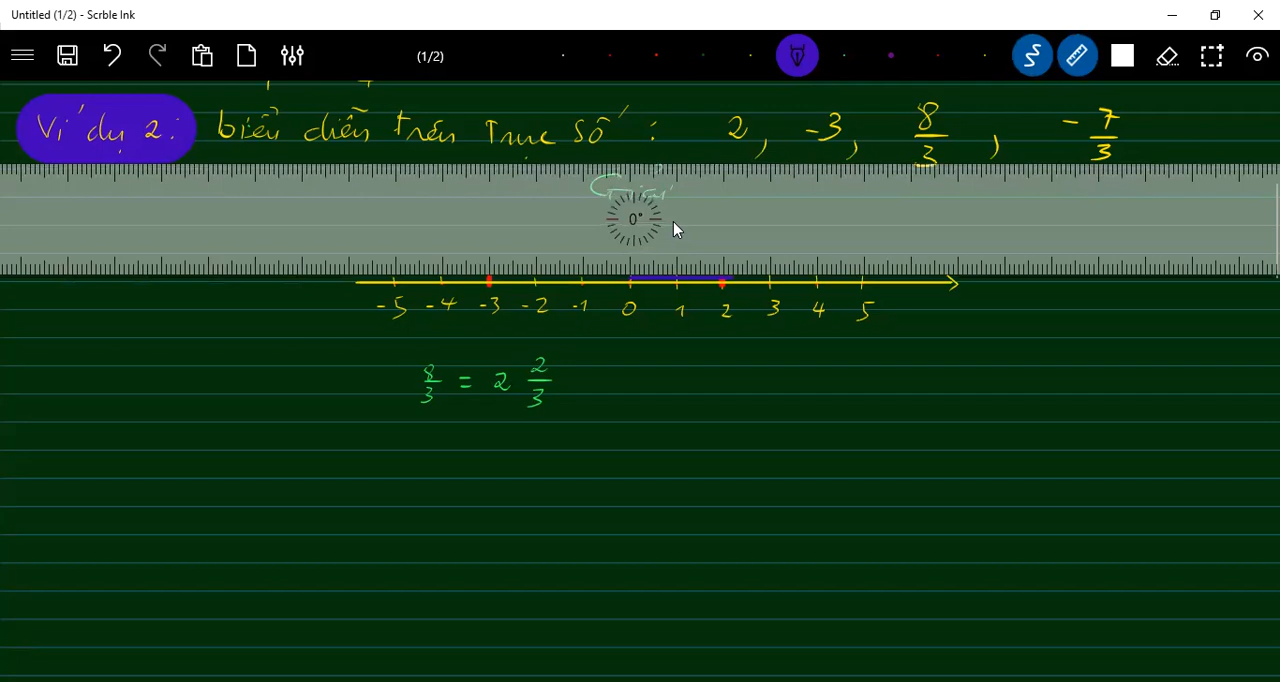 Untitled (1/2) - Scrble Ink
(1/2)
Ví dụ 2: biểu diễn trên trục số: 2, -3, 8/3, -7/3
Giải
0°
-5 -4 -3 -2 -1 0 1 2 3 4 5
8/3 = 2 2/3